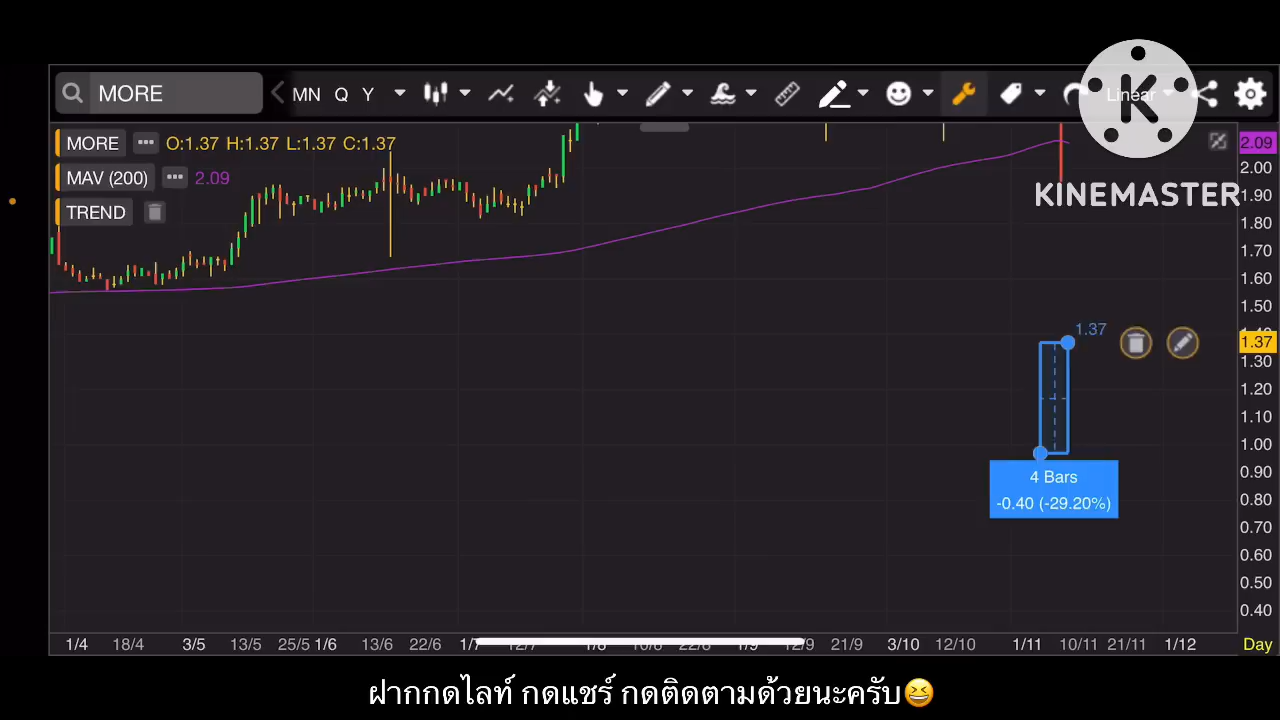 MORE MN Q Y Linear
KINEMASTER
MORE O:1.37 H:1.37 L:1.37 C:1.37
MAV (200) 2.09
TREND
2.09
2.00
1.90
1.80
1.70
1.60
1.50
1.37
1.37
1.30
1.20
1.10
1.00
0.90
0.80
0.70
0.60
0.50
0.40
4 Bars
-0.40 (-29.20%)
1/4 18/4 3/5 13/5 25/5 1/6 13/6 22/6 21/9 3/10 12/10 1/11 10/11 21/11 1/12 Day
ฝากกดไลท์ กดแชร์ กดติดตามด้วยนะครับ😆